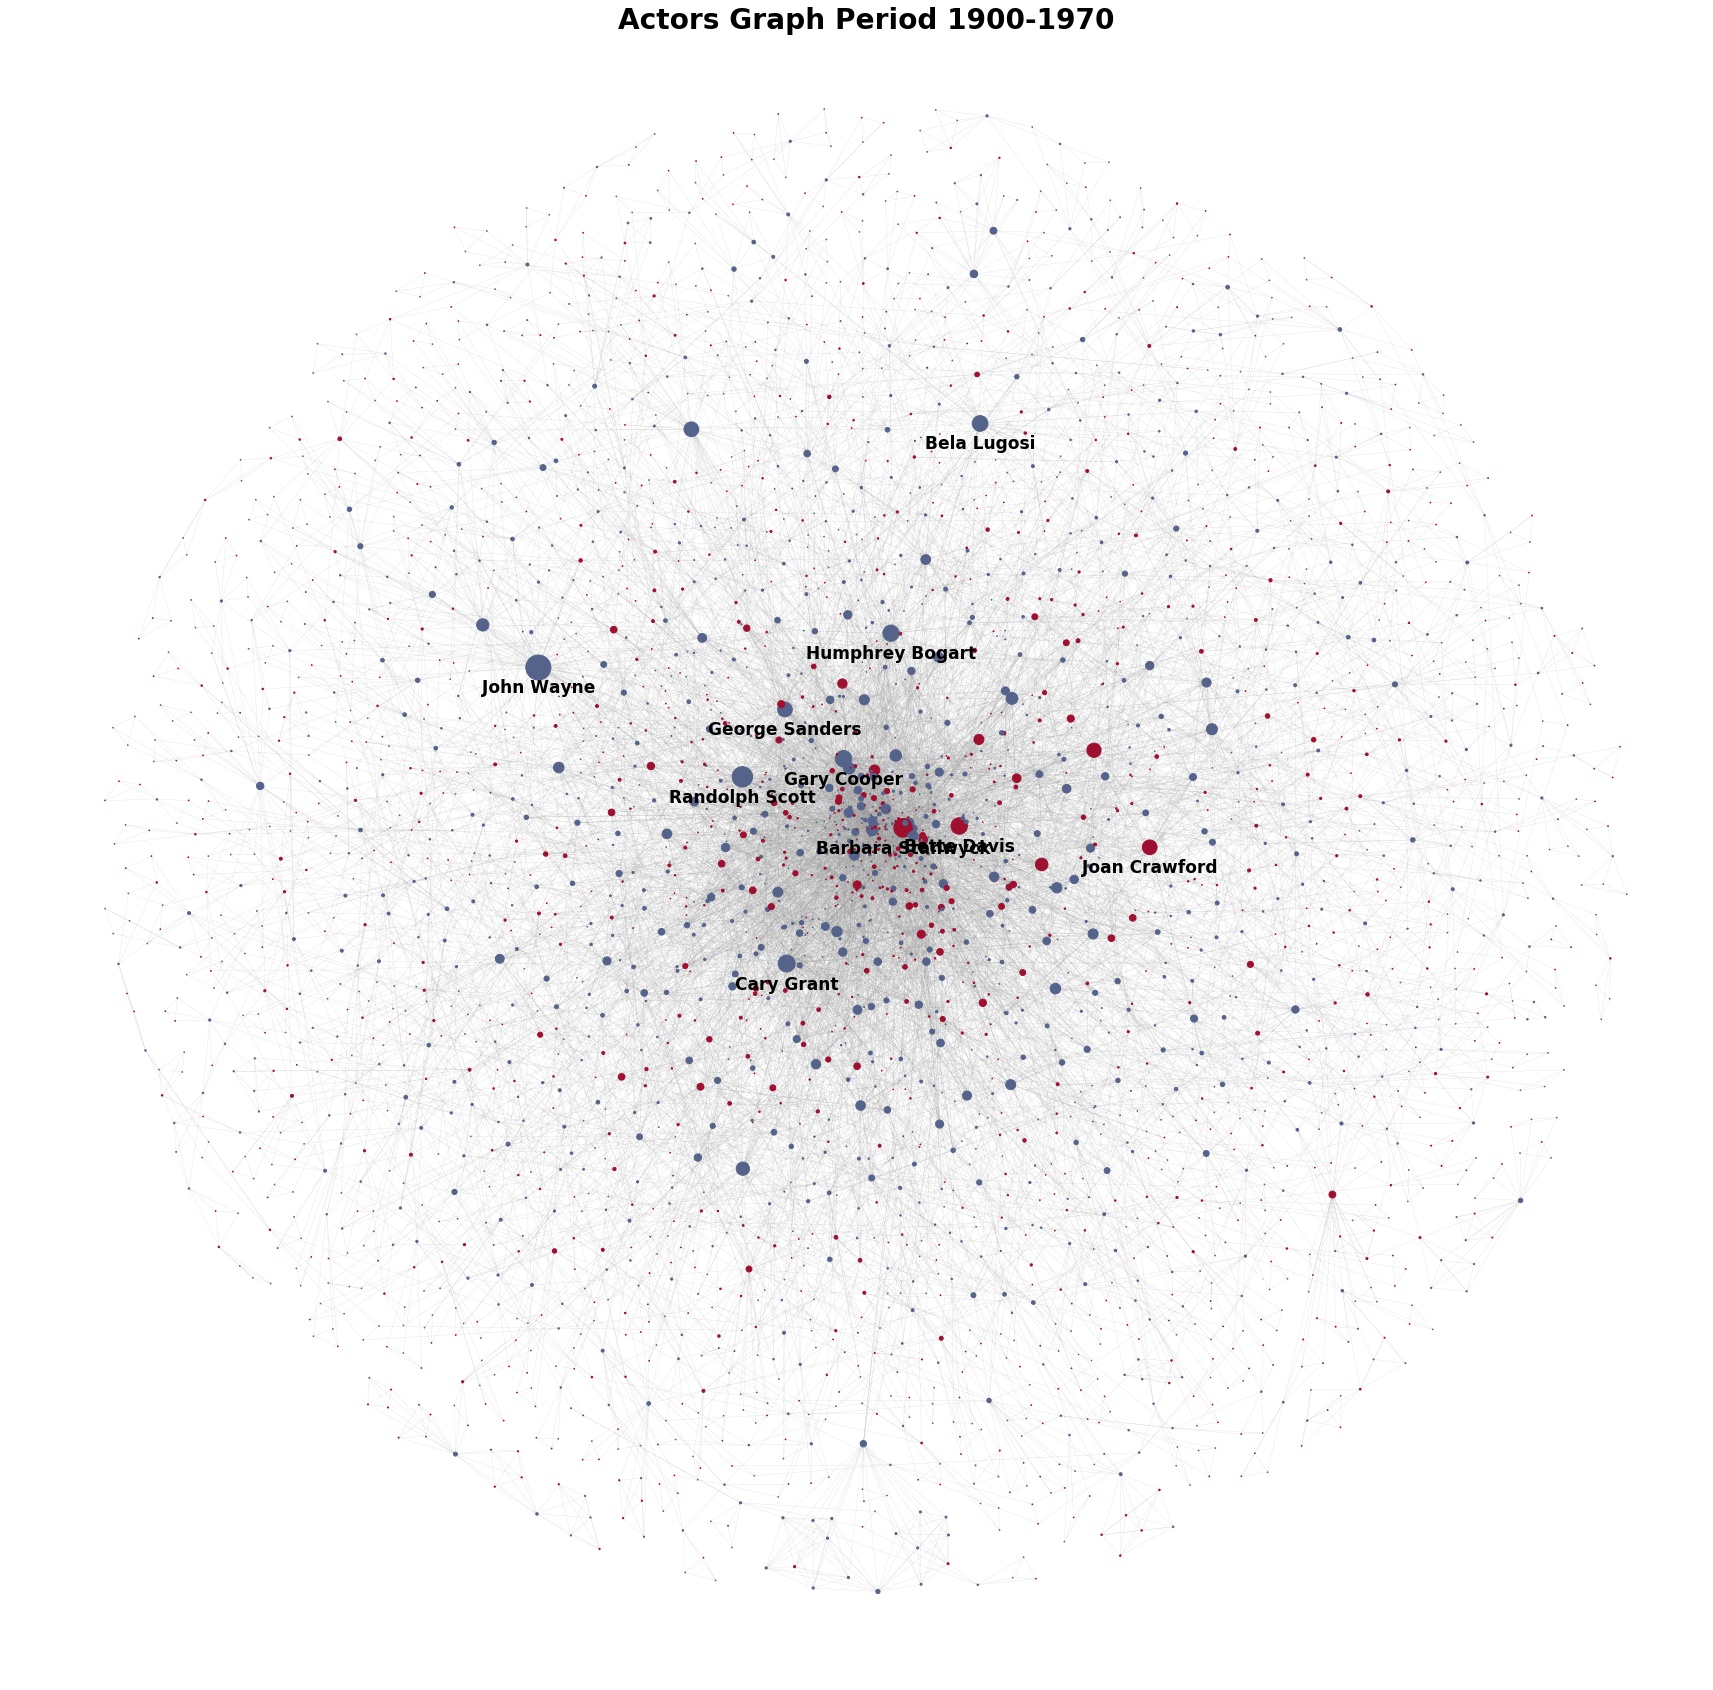 Actors Graph Period 1900-1970
Bela Lugosi
Humphrey Bogart
John Wayne
George Sanders
Gary Cooper
Randolph Scott
Barbara Stanwyck
Bette Davis
Joan Crawford
Cary Grant